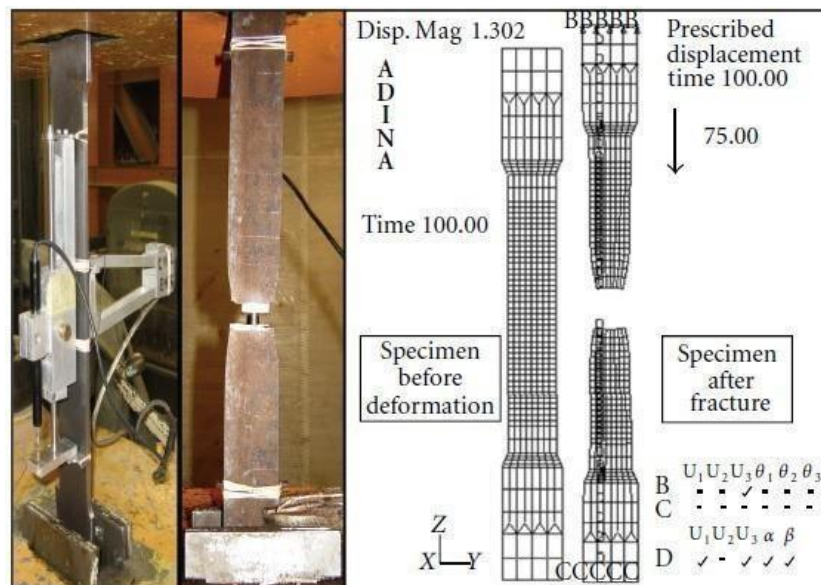 Disp. Mag 1.302
A
D
I
N
A
Time 100.00
BBBBB
Prescribed
displacement
time 100.00
75.00
Specimen
before
deformation
Specimen
after
fracture
Z
X Y
CCCCC
U₁ U₂ U₃ θ₁ θ₂ θ₃
B - - ✓ - - -
C - - - - - -
U₁ U₂ U₃ α β
D ✓ - ✓ ✓ ✓